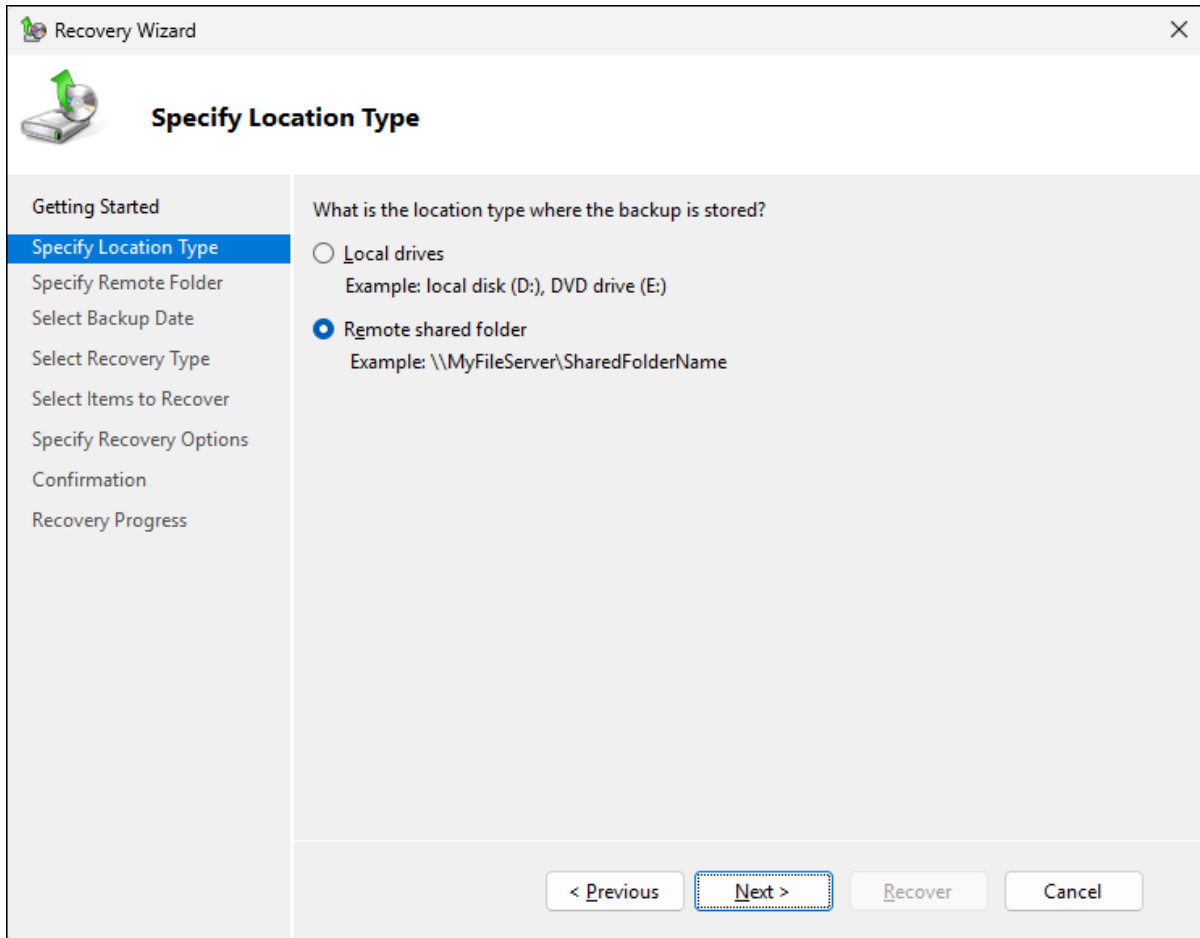 Recovery Wizard
Specify Location Type
Getting Started
Specify Location Type
Specify Remote Folder
Select Backup Date
Select Recovery Type
Select Items to Recover
Specify Recovery Options
Confirmation
Recovery Progress
What is the location type where the backup is stored?
Local drives
Example: local disk (D:), DVD drive (E:)
Remote shared folder
Example: \\MyFileServer\SharedFolderName
< Previous
Next >
Recover
Cancel